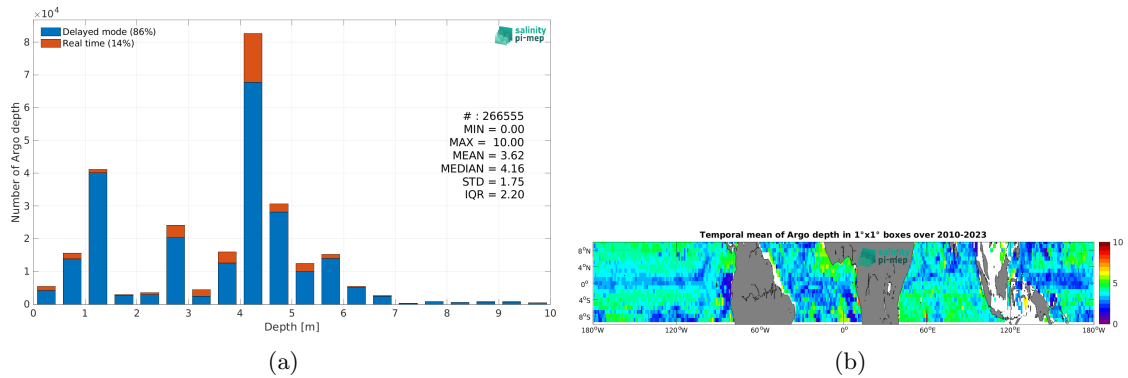 ×10⁴
Delayed mode (86%)
Real time (14%)
salinity
pi-mep
8
7
6
5
4
3
2
1
0
Number of Argo depth
# : 266555
MIN = 0.00
MAX = 10.00
MEAN = 3.62
MEDIAN = 4.16
STD = 1.75
IQR = 2.20
0 1 2 3 4 5 6 7 8 9 10
Depth [m]
(a)
Temporal mean of Argo depth in 1°x1° boxes over 2010-2023
salinity
pi-mep
8°N
4°N
0°
4°S
8°S
180°W 120°W 60°W 0° 60°E 120°E 180°W
10
5
0
(b)